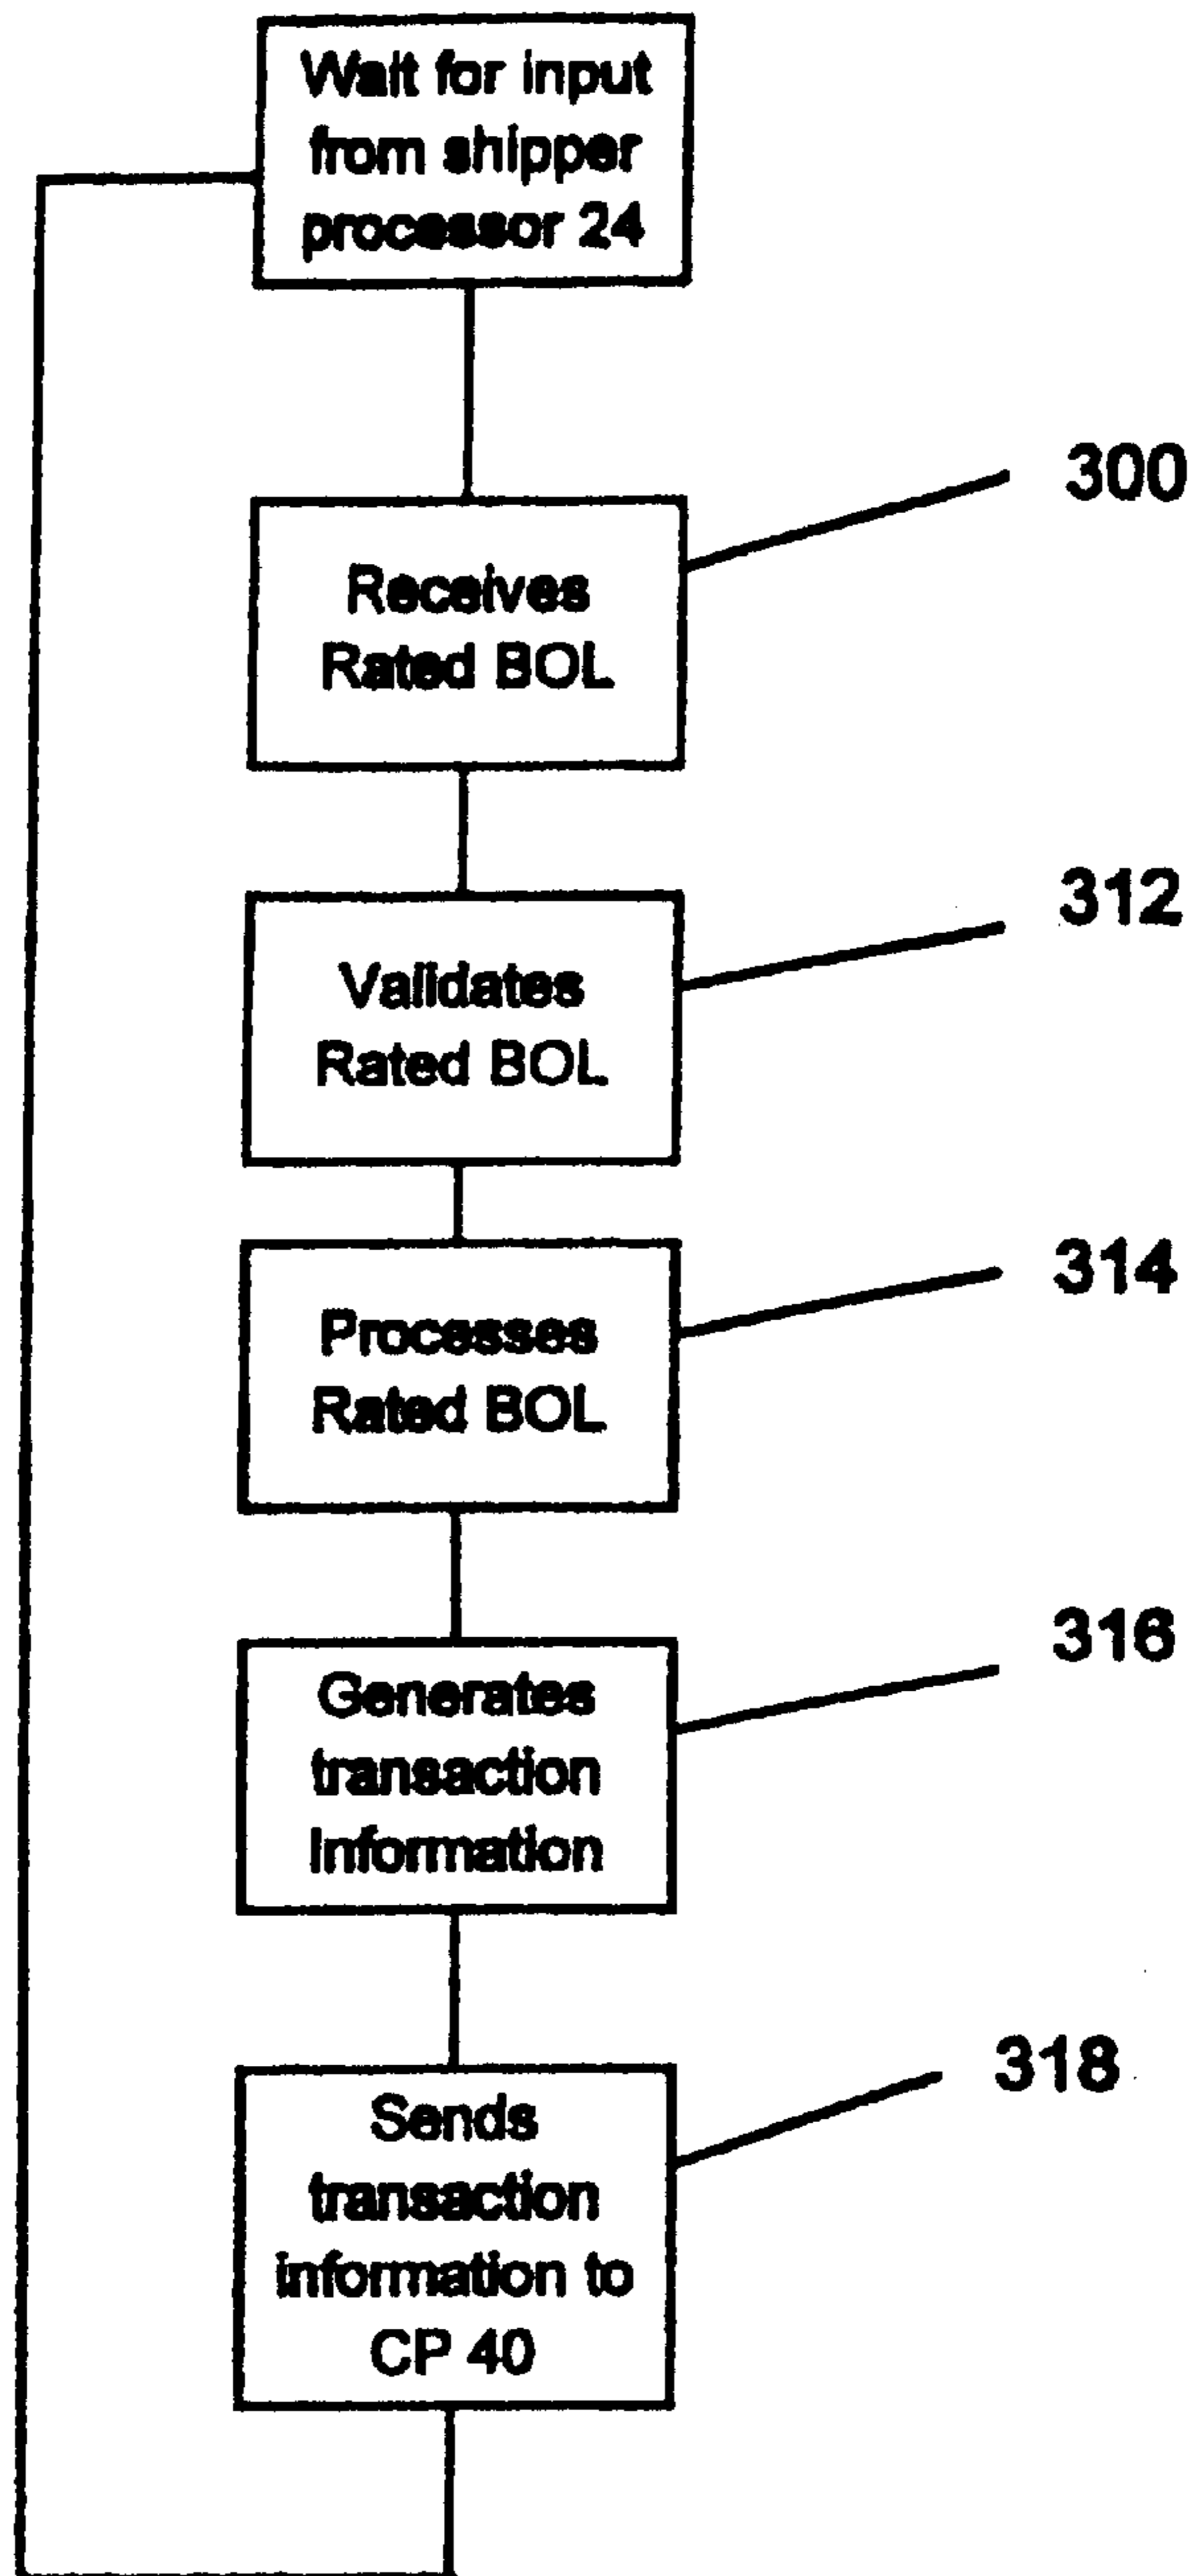 Wait for input
from shipper
processor 24
300
Receives
Rated BOL
312
Validates
Rated BOL
314
Processes
Rated BOL
316
Generates
transaction
Information
318
Sends
transaction
information to
CP 40